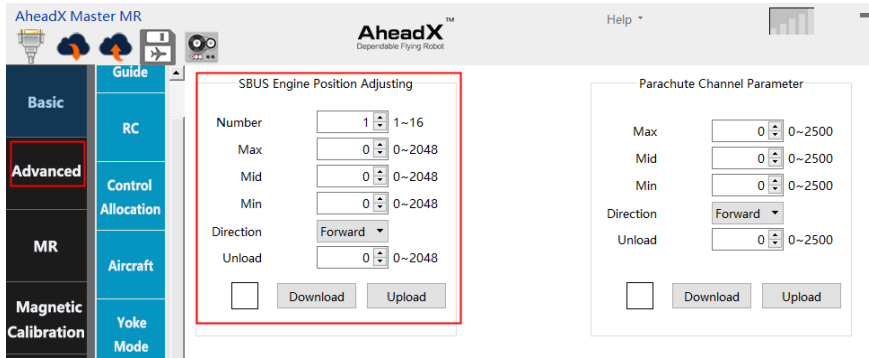 AheadX Master MR
AheadX™
Dependable Flying Robot
Help
Basic
Advanced
MR
Magnetic
Calibration
Guide
RC
Control
Allocation
Aircraft
Yoke
Mode
SBUS Engine Position Adjusting
Number 1 1~16
Max 0 0~2048
Mid 0 0~2048
Min 0 0~2048
Direction Forward
Unload 0 0~2048
Download Upload
Parachute Channel Parameter
Max 0 0~2500
Mid 0 0~2500
Min 0 0~2500
Direction Forward
Unload 0 0~2500
Download Upload